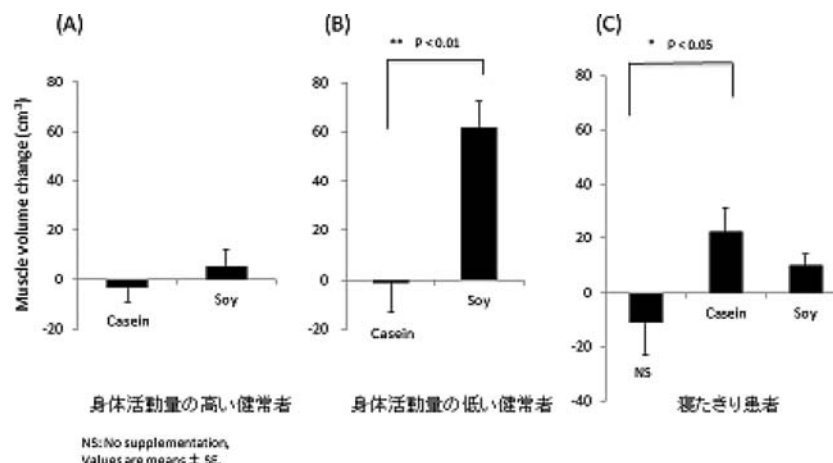 (A)
(B)
(C)
** P < 0.01
* P < 0.05
Muscle volume change (cm³)
80
60
40
20
0
-20
Casein
Soy
80
60
40
20
0
-20
Casein
Soy
80
60
40
20
0
-20
-40
NS
Casein
Soy
身体活動量の高い健常者
身体活動量の低い健常者
寝たきり患者
NS: No supplementation,
Values are means ± SE.